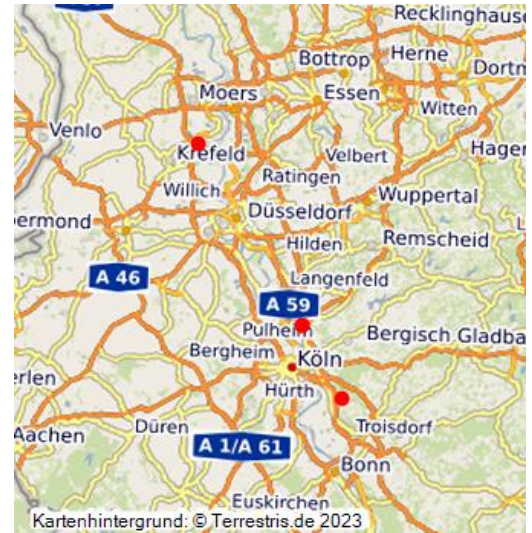 Recklinghause
Bottrop
Herne
Dortm
Moers
Essen
Witten
Venlo
Krefeld
Velbert
Hagen
Willich
Ratingen
Wuppertal
ermond
Düsseldorf
Hilden
Remscheid
A 46
Langenfeld
A 59
Pulheim
Bergisch Gladba
Bergheim
Köln
erlen
Hürth
Aachen
Düren
Troisdorf
A 1/A 61
Bonn
Euskirchen
Kartenhintergrund: © Terrestris.de 2023